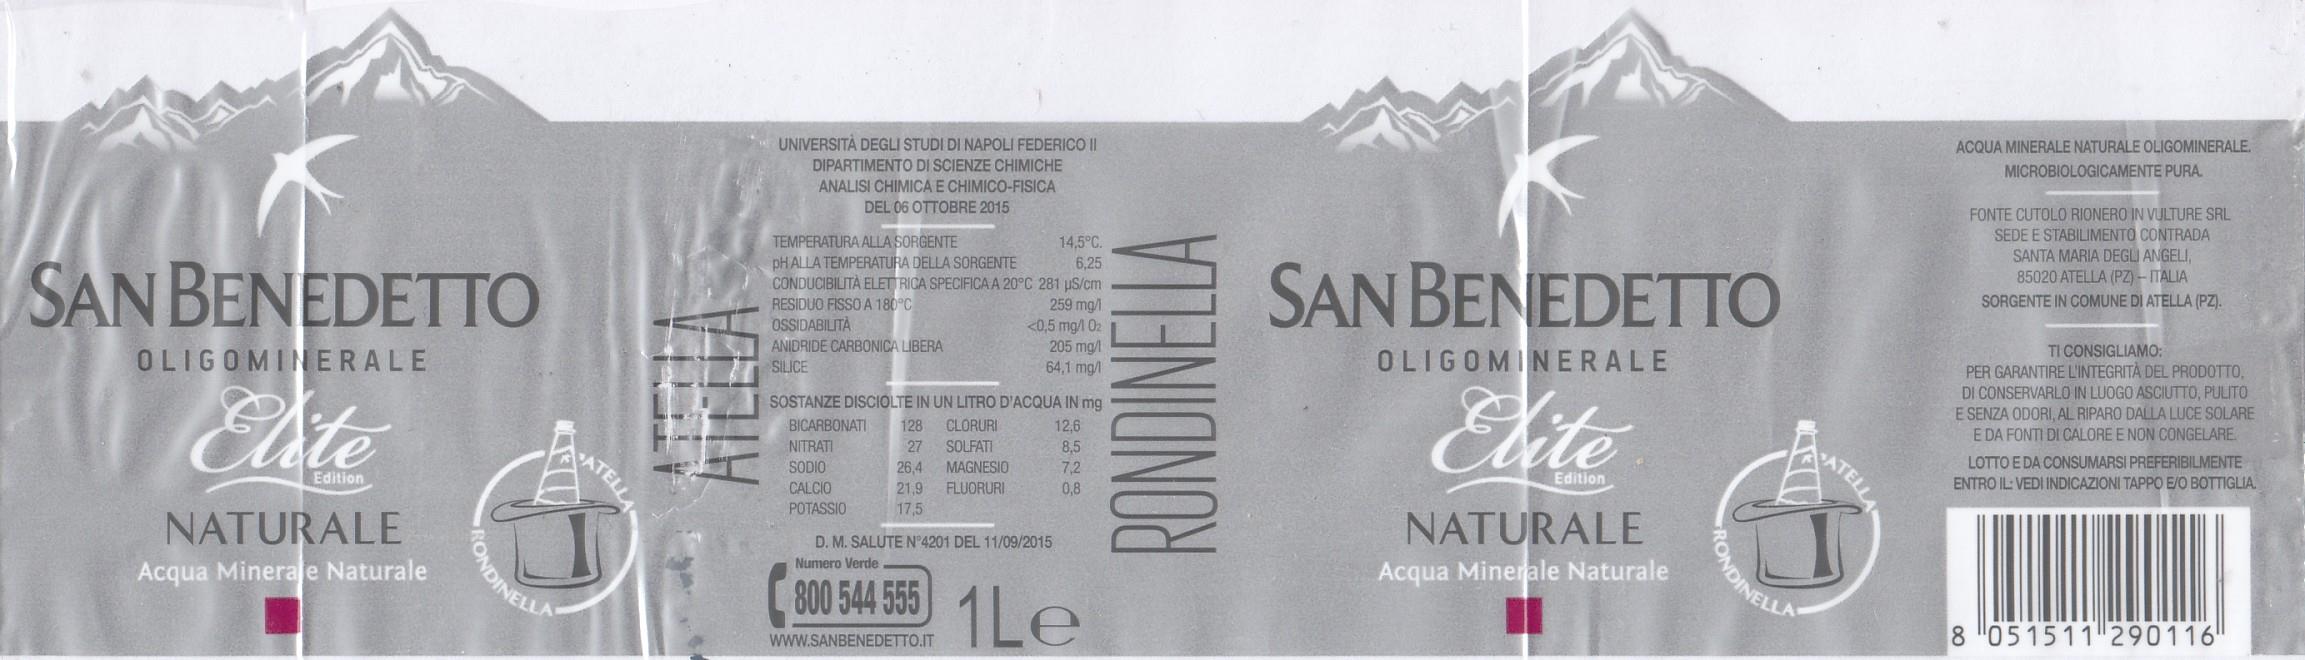 SAN BENEDETTO
OLIGOMINERALE
Elite
Edition
NATURALE
Acqua Minerale Naturale
ATELLA
RONDINELLA
ATELLA
ATELLA
UNIVERSITÀ DEGLI STUDI DI NAPOLI FEDERICO II
DIPARTIMENTO DI SCIENZE CHIMICHE
ANALISI CHIMICA E CHIMICO-FISICA
DEL 06 OTTOBRE 2015
TEMPERATURA ALLA SORGENTE 14,5°C.
pH ALLA TEMPERATURA DELLA SORGENTE 6,25
CONDUCIBILITÀ ELETTRICA SPECIFICA A 20°C 281 µS/cm
RESIDUO FISSO A 180°C 259 mg/l
OSSIDABILITÀ <0,5 mg/l O₂
ANIDRIDE CARBONICA LIBERA 205 mg/l
SILICE 64,1 mg/l
SOSTANZE DISCIOLTE IN UN LITRO D'ACQUA IN mg
BICARBONATI 128 CLORURI 12,6
NITRATI 27 SOLFATI 8,5
SODIO 26,4 MAGNESIO 7,2
CALCIO 21,9 FLUORURI 0,8
POTASSIO 17,5
D. M. SALUTE N°4201 DEL 11/09/2015
Numero Verde
800 544 555
WWW.SANBENEDETTO.IT
1L e
RONDINELLA
SAN BENEDETTO
OLIGOMINERALE
Elite
Edition
NATURALE
Acqua Minerale Naturale
ATELLA
RONDINELLA
ACQUA MINERALE NATURALE OLIGOMINERALE.
MICROBIOLOGICAMENTE PURA.
FONTE CUTOLO RIONERO IN VULTURE SRL
SEDE E STABILIMENTO CONTRADA
SANTA MARIA DEGLI ANGELI,
85020 ATELLA (PZ) – ITALIA
SORGENTE IN COMUNE DI ATELLA (PZ).
TI CONSIGLIAMO:
PER GARANTIRE L'INTEGRITÀ DEL PRODOTTO,
DI CONSERVARLO IN LUOGO ASCIUTTO, PULITO
E SENZA ODORI, AL RIPARO DALLA LUCE SOLARE
E DA FONTI DI CALORE E NON CONGELARE.
LOTTO E DA CONSUMARSI PREFERIBILMENTE
ENTRO IL: VEDI INDICAZIONI TAPPO E/O BOTTIGLIA.
8 051511 290116